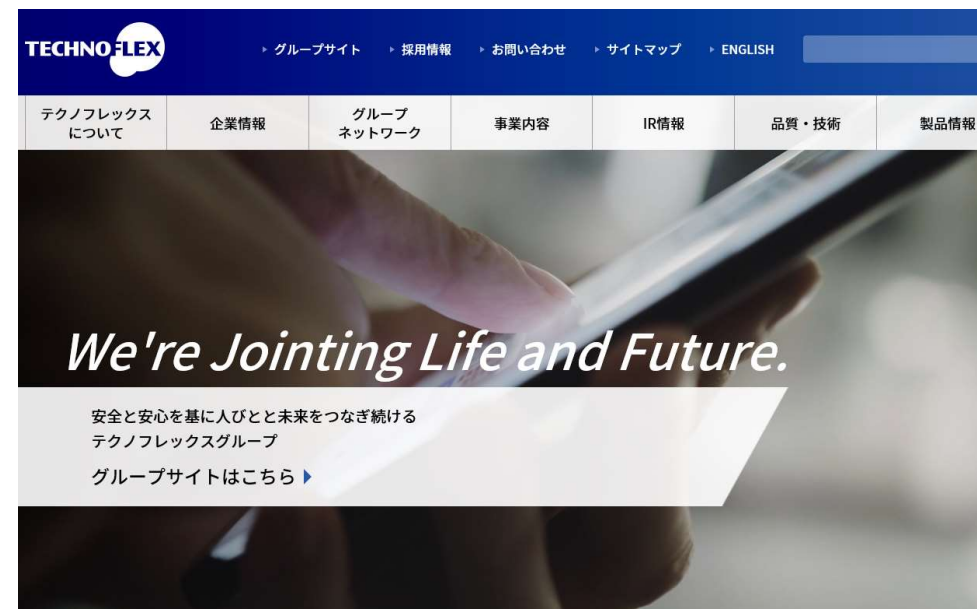 TECHNOFLEX
グループサイト
採用情報
お問い合わせ
サイトマップ
ENGLISH
テクノフレックス
について
企業情報
グループ
ネットワーク
事業内容
IR情報
品質・技術
製品情報
We're Jointing Life and Future.
安全と安心を基に人びとと未来をつなぎ続ける
テクノフレックスグループ
グループサイトはこちら